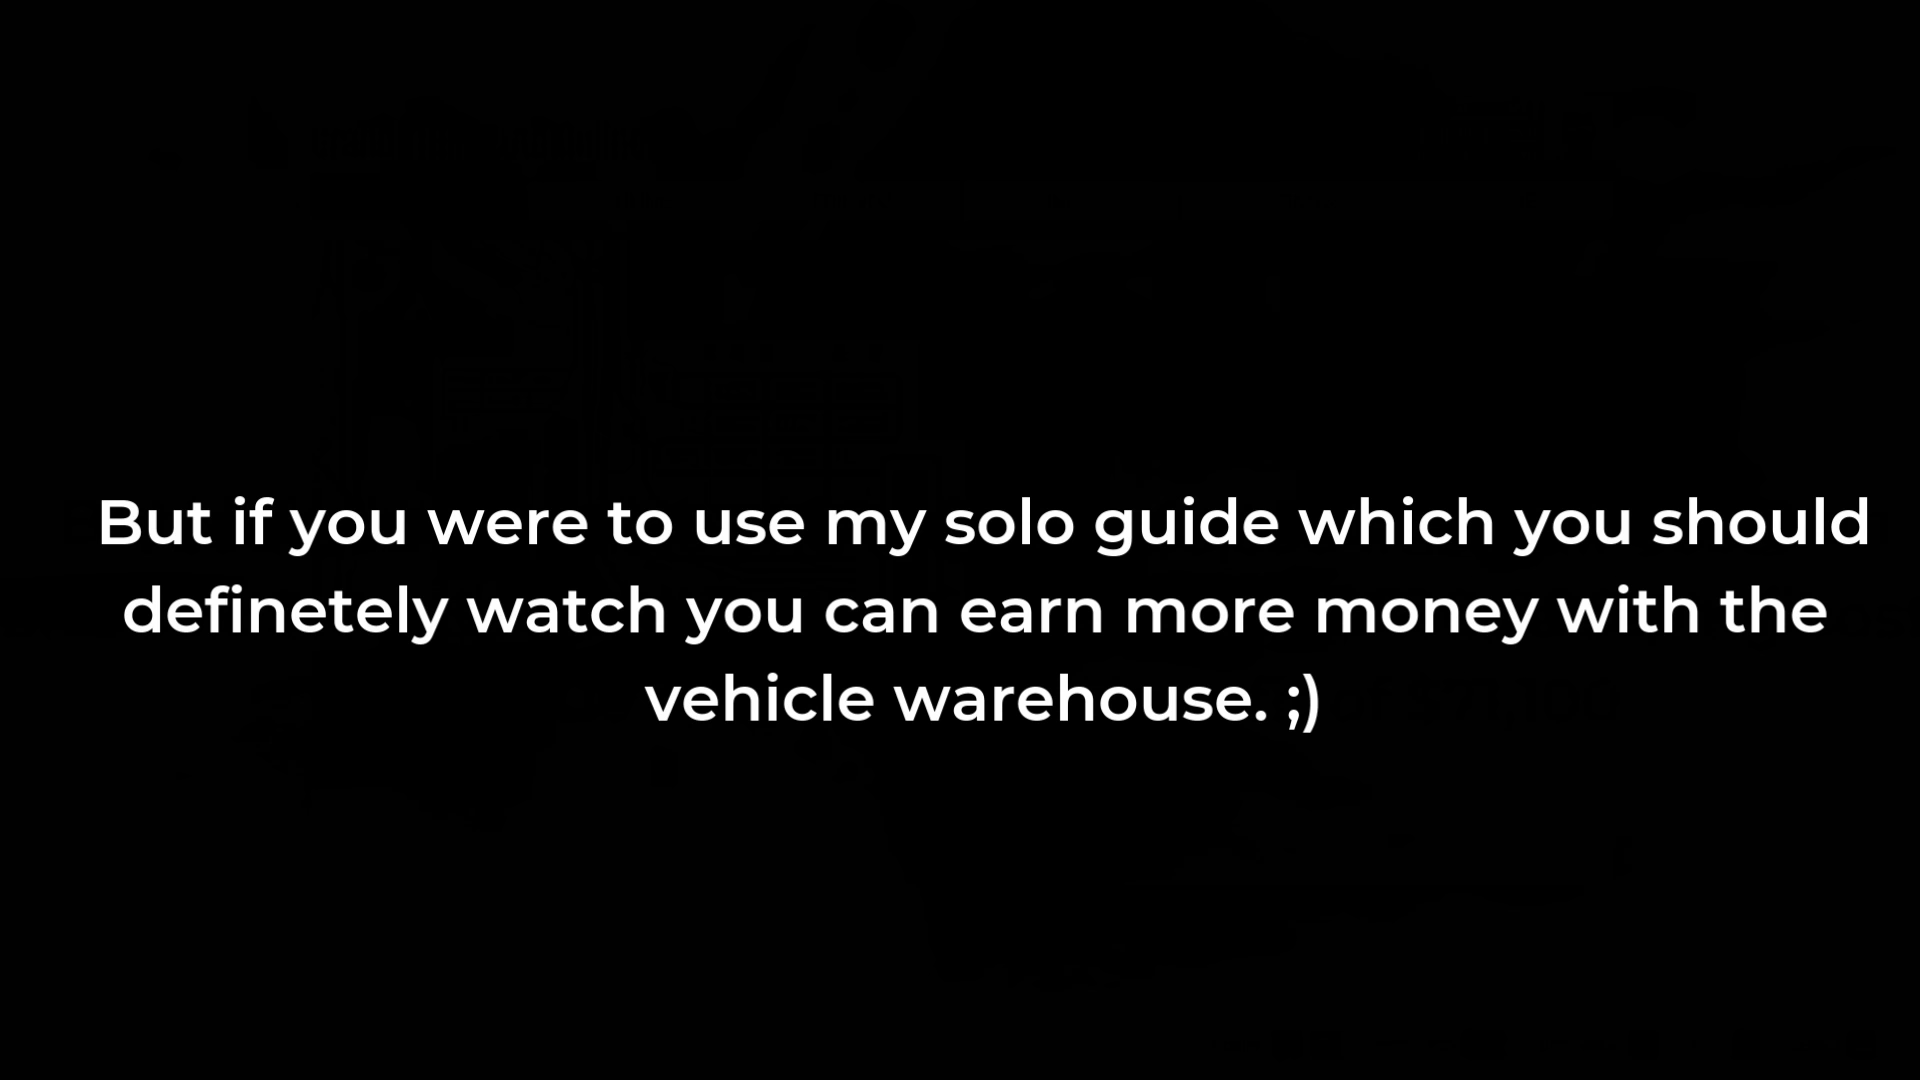 But if you were to use my solo guide which you should
definetely watch you can earn more money with the
vehicle warehouse. ;)